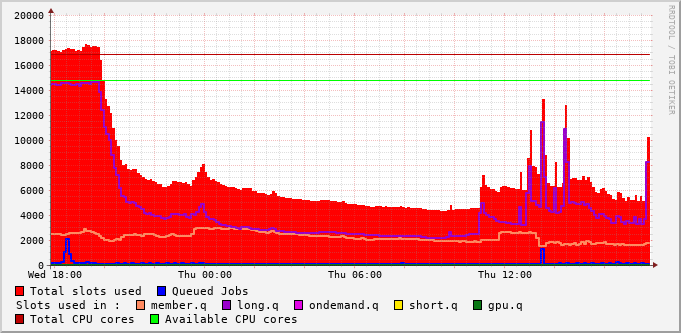 RRDTOOL / TOBI OETIKER
20000
18000
16000
14000
12000
10000
8000
6000
4000
2000
0
Wed 18:00 Thu 00:00 Thu 06:00 Thu 12:00
Total slots used Queued Jobs
Slots used in : member.q long.q ondemand.q short.q gpu.q
Total CPU cores Available CPU cores